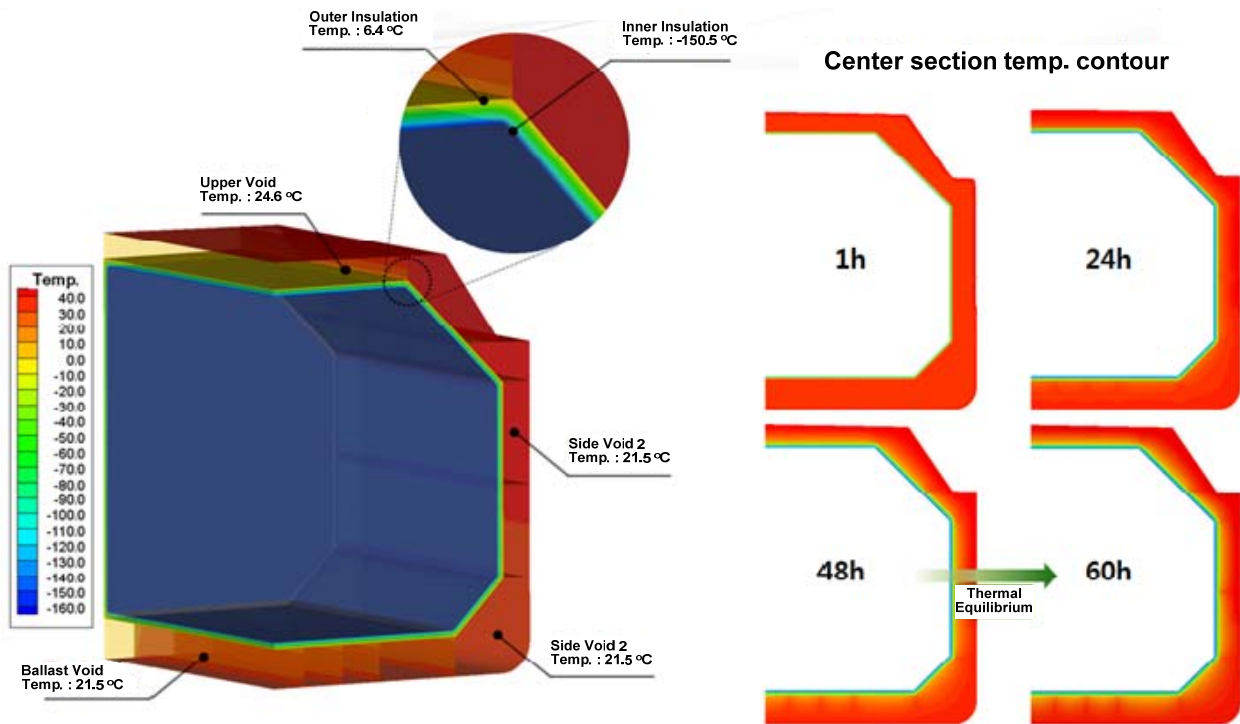 Outer Insulation
Temp. : 6.4 ºC
Inner Insulation
Temp. : -150.5 ºC
Center section temp. contour
Upper Void
Temp. : 24.6 ºC
Temp.
40.0
30.0
20.0
10.0
0.0
-10.0
-20.0
-30.0
-40.0
-50.0
-60.0
-70.0
-80.0
-90.0
-100.0
-110.0
-120.0
-130.0
-140.0
-150.0
-160.0
Side Void 2
Temp. : 21.5 ºC
Side Void 2
Temp. : 21.5 ºC
Ballast Void
Temp. : 21.5 ºC
1h
24h
48h
Thermal
Equilibrium
60h